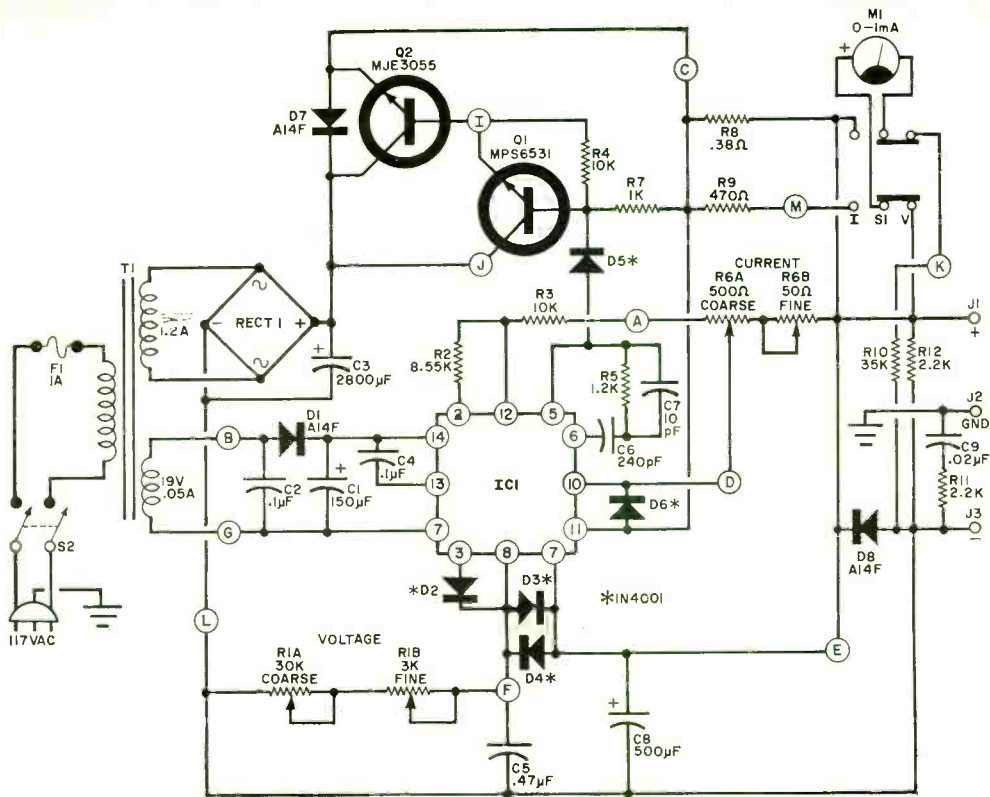 M1
0-1mA
+
Q2
MJE3055
C
D7
A14F
I
Q1
MPS6531
R4
10K
R8
.38Ω
R7
1K
R9
470Ω
M
I
S1
V
J
D5*
K
T1
1.2A
RECT 1
-
+
R3
10K
A
R6A
500Ω
COARSE
CURRENT
R6B
50Ω
FINE
J1
+
F1
1A
+
C3
2800µF
R2
8.55K
R5
1.2K
C7
10
pF
R10
35K
R12
2.2K
J2
GND
B
D1
A14F
2
12
5
6
C6
240pF
C9
.02µF
19V
.05A
C2
.1µF
+
C1
150µF
C4
.1µF
14
13
7
IC1
10
11
D6*
D
R11
2.2K
J3
-
G
3
8
7
D8
A14F
S2
*D2
D3*
*IN4001
117VAC
L
VOLTAGE
D4*
E
R1A
30K
COARSE
R1B
3K
FINE
F
+
C8
500µF
C5
.47µF